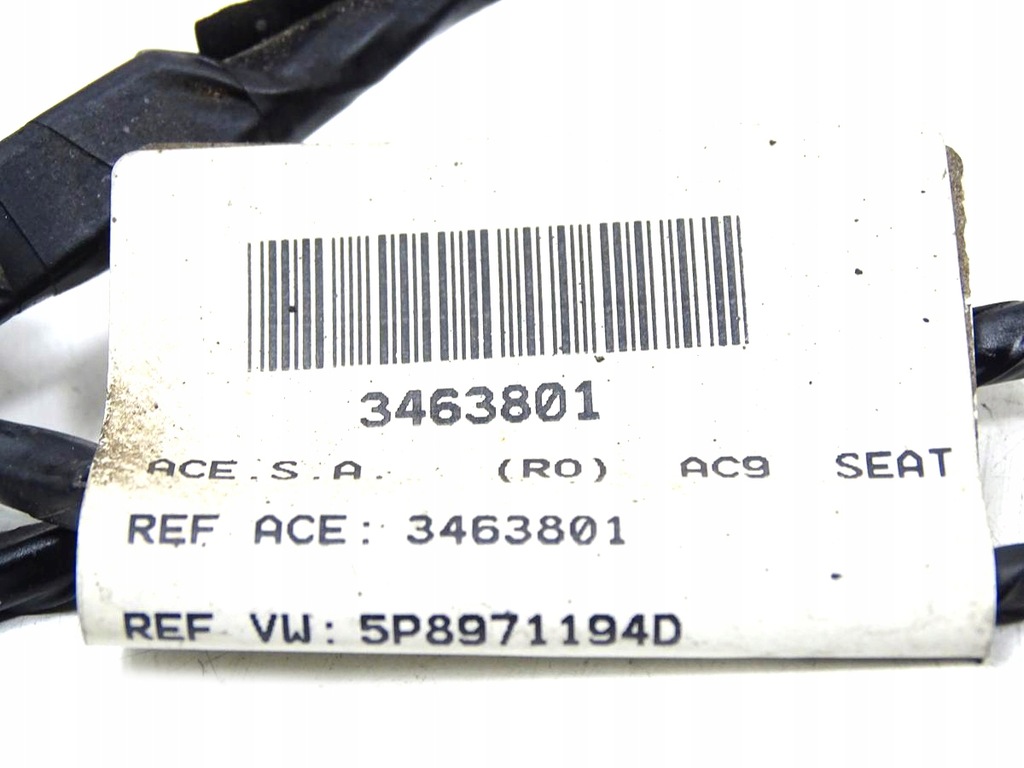 3463801
ACE.S.A. (RO) AC9 SEAT
REF ACE: 3463801
REF VW: 5P8971194D